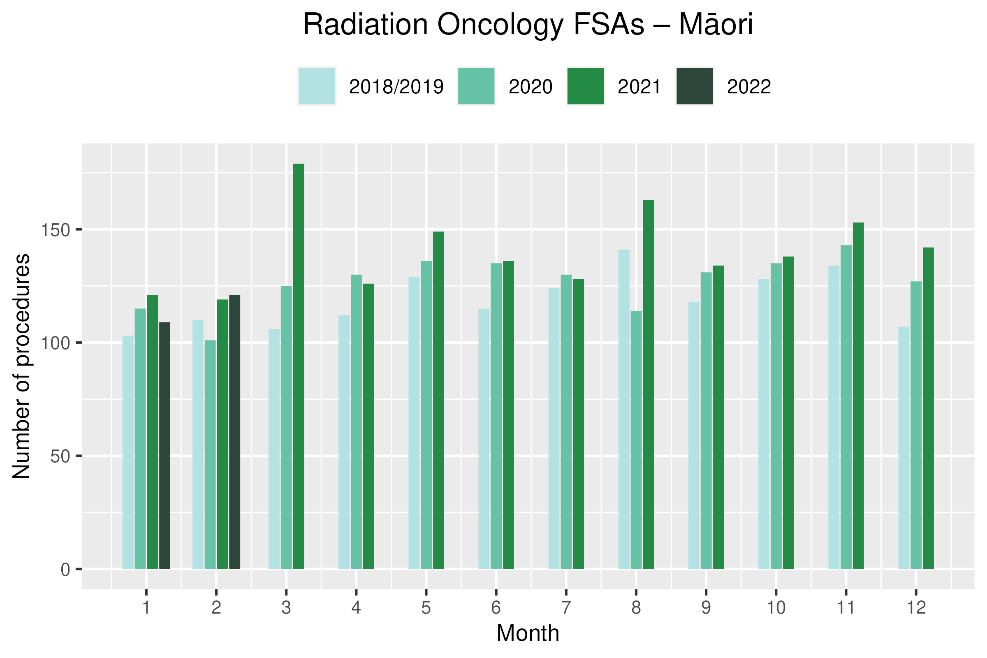 Radiation Oncology FSAs – Māori
2018/2019 2020 2021 2022
Number of procedures
150
100
50
0
1 2 3 4 5 6 7 8 9 10 11 12
Month